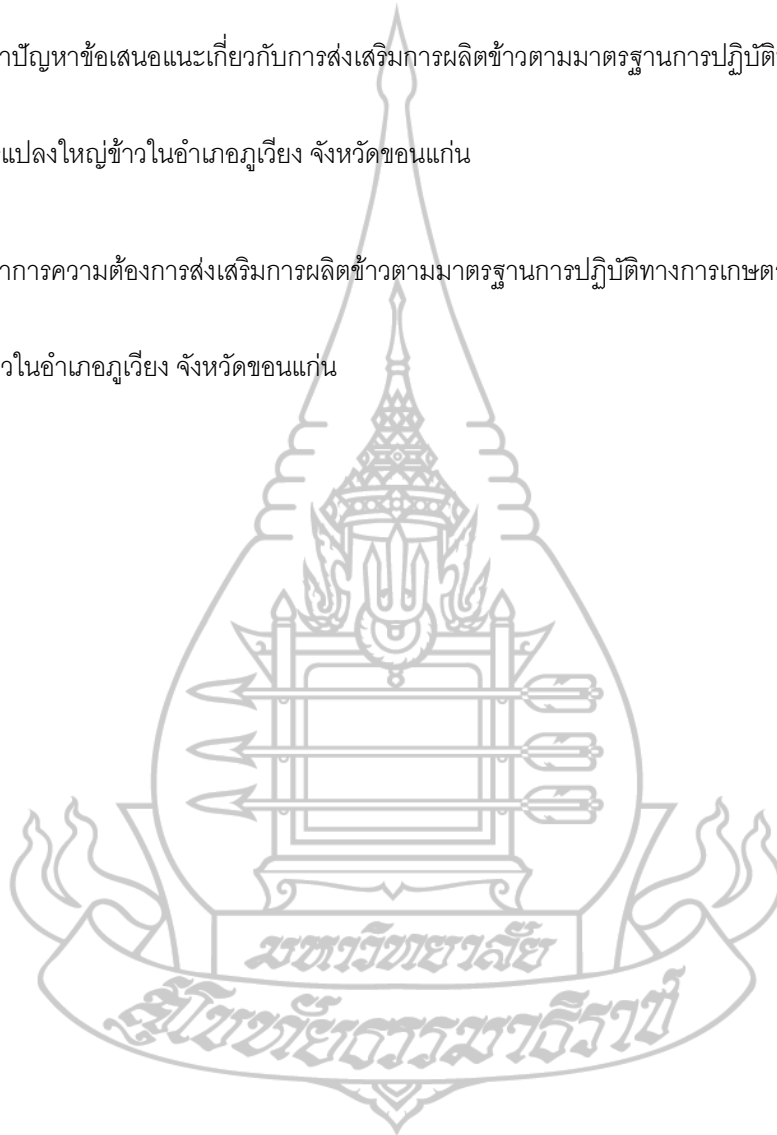 าปัญหาข้อเสนอแนะเกี่ยวกับการส่งเสริมการผลิตข้าวตามมาตรฐานการปฏิบัติ
แปลงใหญ่ข้าวในอำเภอภูเวียง จังหวัดขอนแก่น
าการความต้องการส่งเสริมการผลิตข้าวตามมาตรฐานการปฏิบัติทางการเกษตร
วในอำเภอภูเวียง จังหวัดขอนแก่น
มหาวิทยาลัย
สุโขทัยธรรมาธิราช